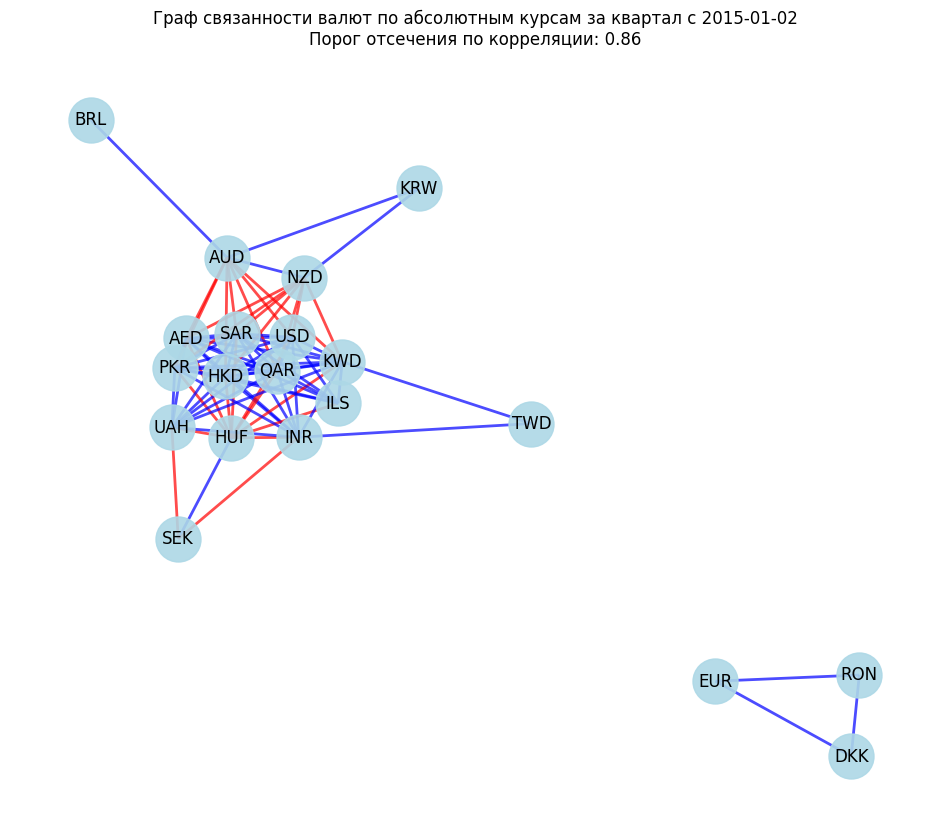 Граф связанности валют по абсолютным курсам за квартал с 2015-01-02
Порог отсечения по корреляции: 0.86
BRL
KRW
AUD
NZD
SAR
USD
AED
KWD
PKR
QAR
HKD
ILS
TWD
UAH
HUF
INR
SEK
RON
EUR
DKK